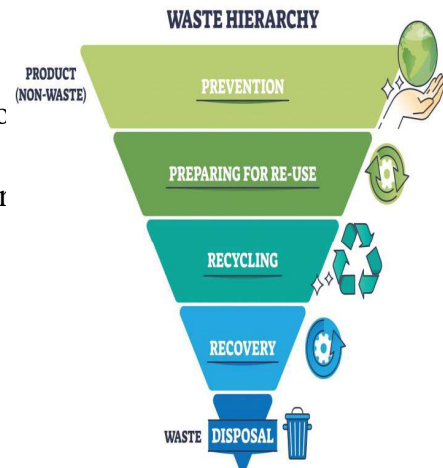 WASTE HIERARCHY
PRODUCT
(NON-WASTE)
PREVENTION
PREPARING FOR RE-USE
RECYCLING
RECOVERY
WASTE DISPOSAL